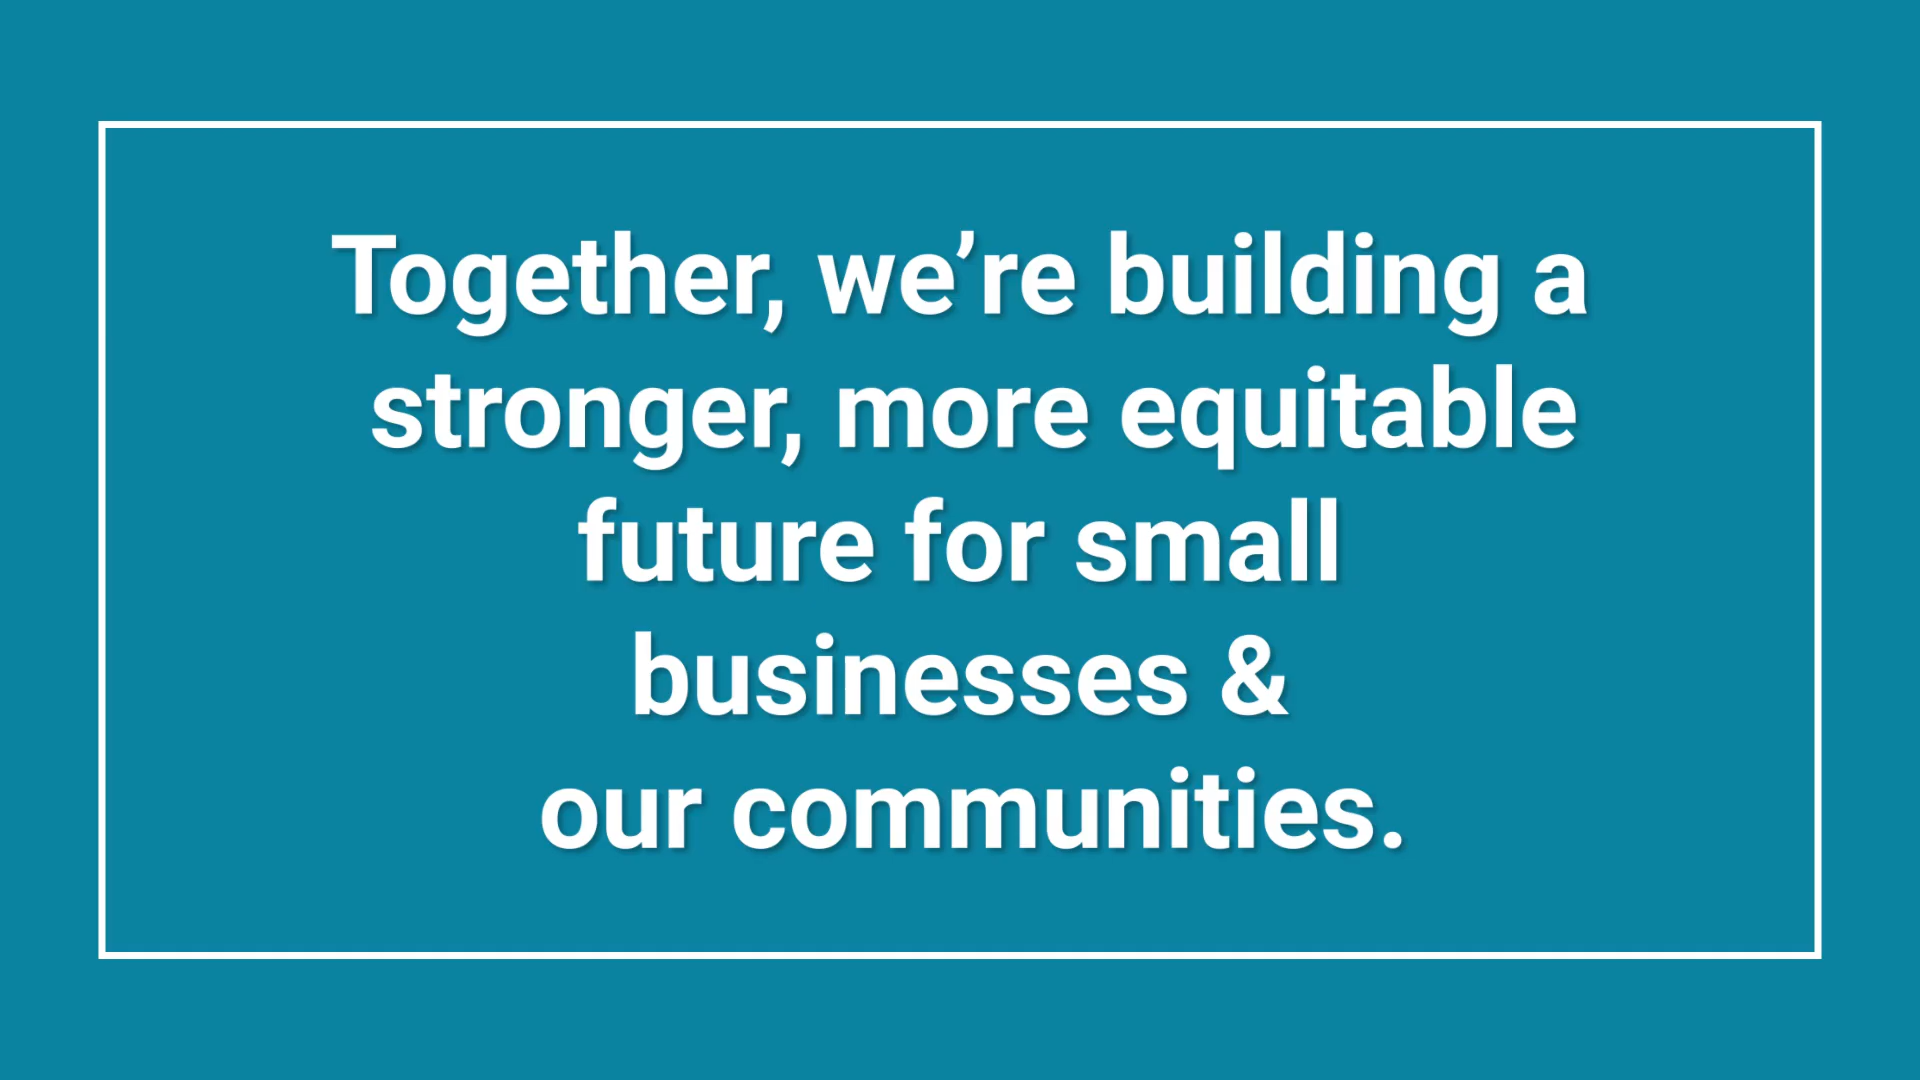 Together, we’re building a
stronger, more equitable
future for small
businesses &
our communities.